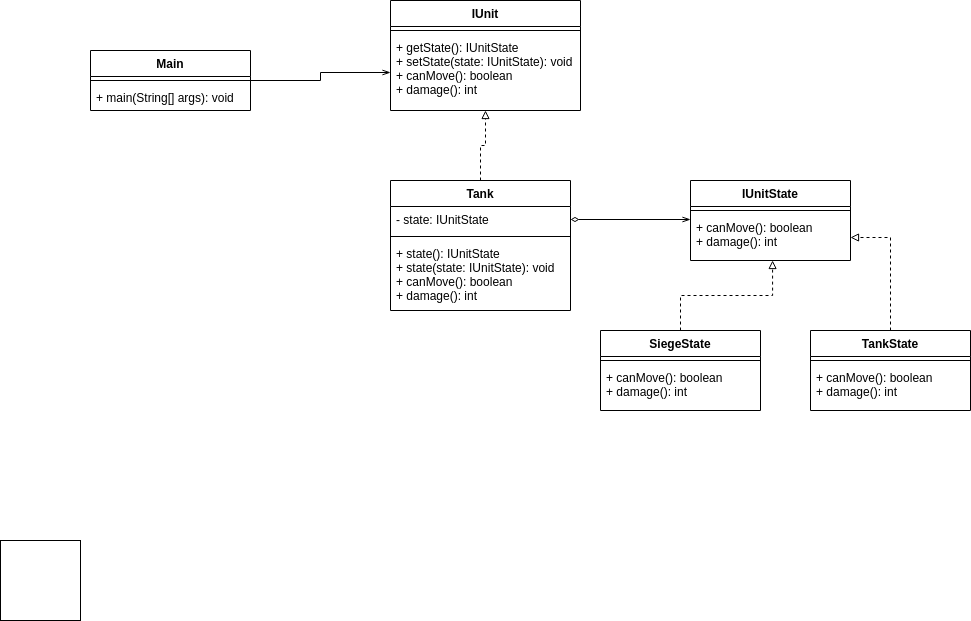 IUnit
+ getState(): IUnitState
+ setState(state: IUnitState): void
+ canMove(): boolean
+ damage(): int
Main
+ main(String[] args): void
Tank
- state: IUnitState
+ state(): IUnitState
+ state(state: IUnitState): void
+ canMove(): boolean
+ damage(): int
IUnitState
+ canMove(): boolean
+ damage(): int
SiegeState
+ canMove(): boolean
+ damage(): int
TankState
+ canMove(): boolean
+ damage(): int